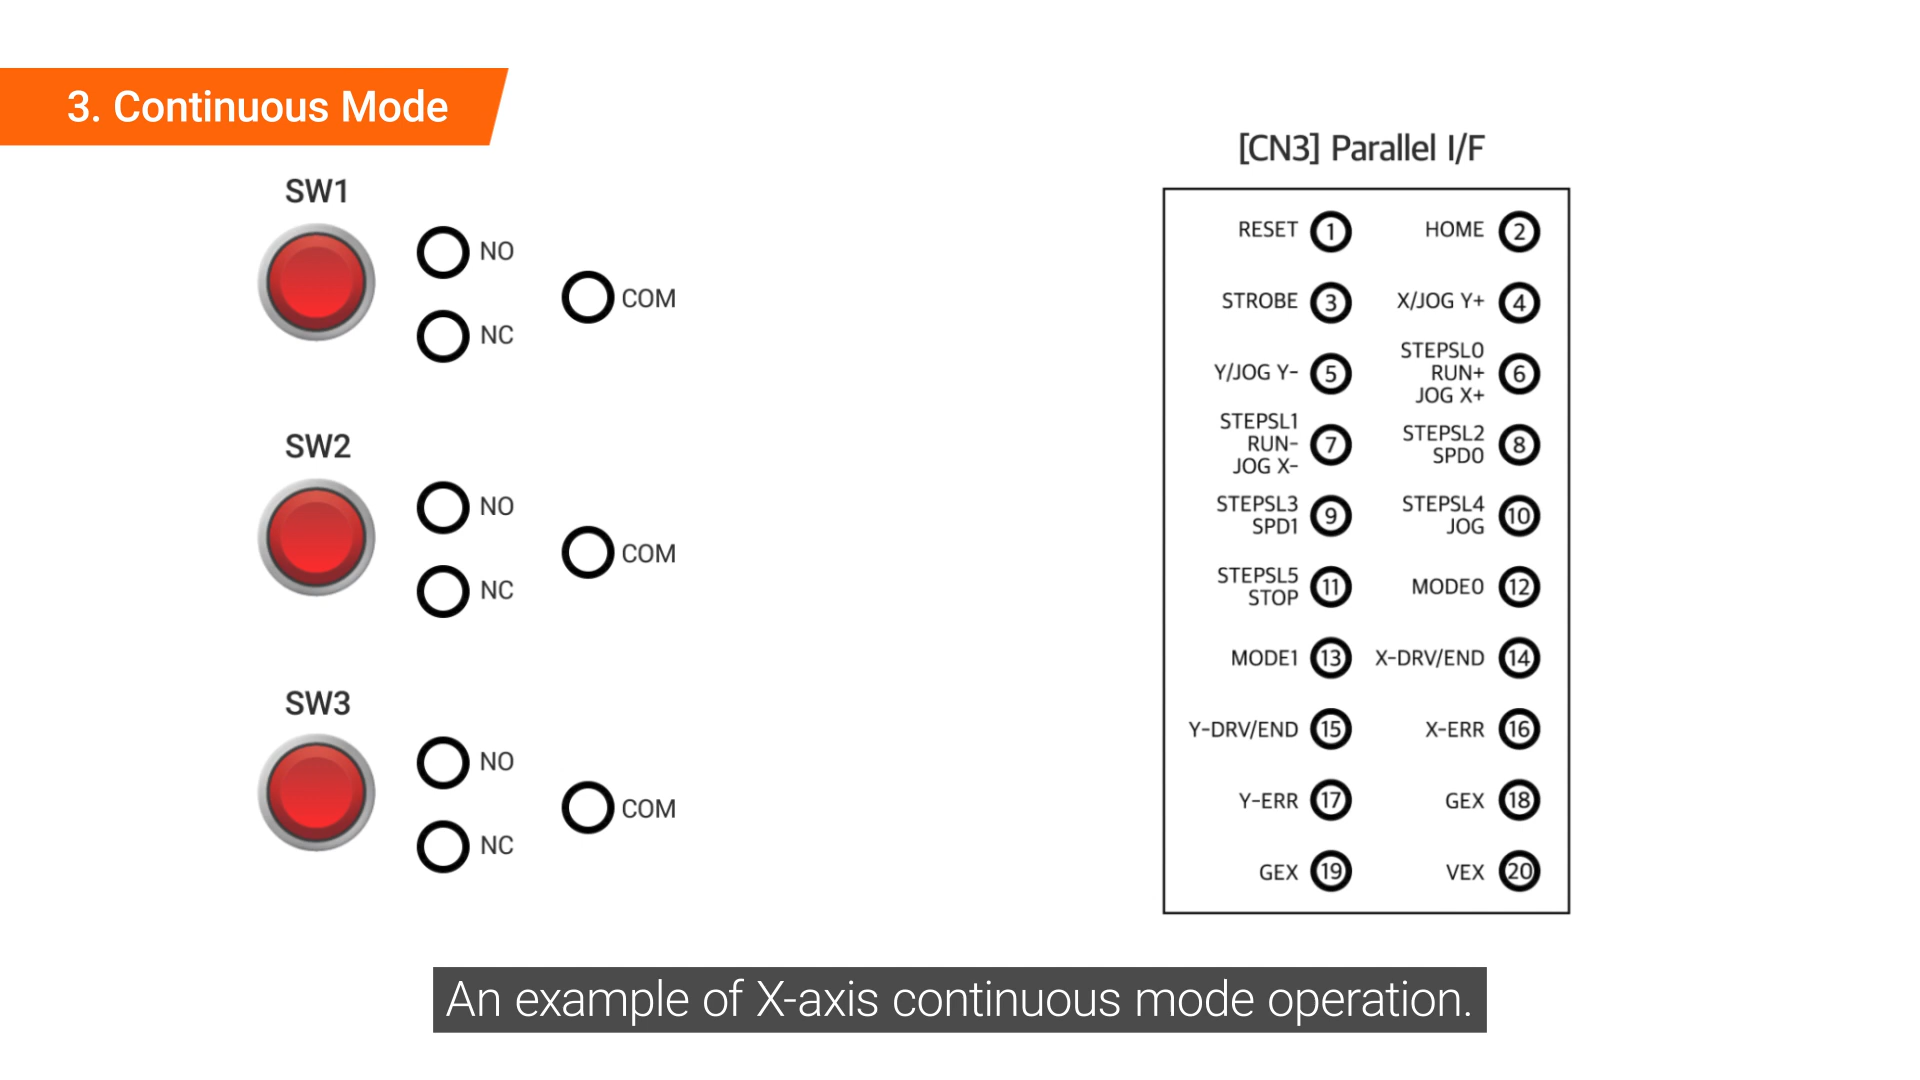 3. Continuous Mode
SW1
NO
COM
NC
SW2
NO
COM
NC
SW3
NO
COM
NC
[CN3] Parallel I/F
RESET 1 HOME 2
STROBE 3 X/JOG Y+ 4
Y/JOG Y- 5
STEPSL0
RUN+
JOG X+
6
STEPSL1
RUN-
JOG X-
7
STEPSL2
SPD0
8
STEPSL3
SPD1
9
STEPSL4
JOG
10
STEPSL5
STOP
11
MODE0 12
MODE1 13 X-DRV/END 14
Y-DRV/END 15 X-ERR 16
Y-ERR 17 GEX 18
GEX 19 VEX 20
An example of X-axis continuous mode operation.